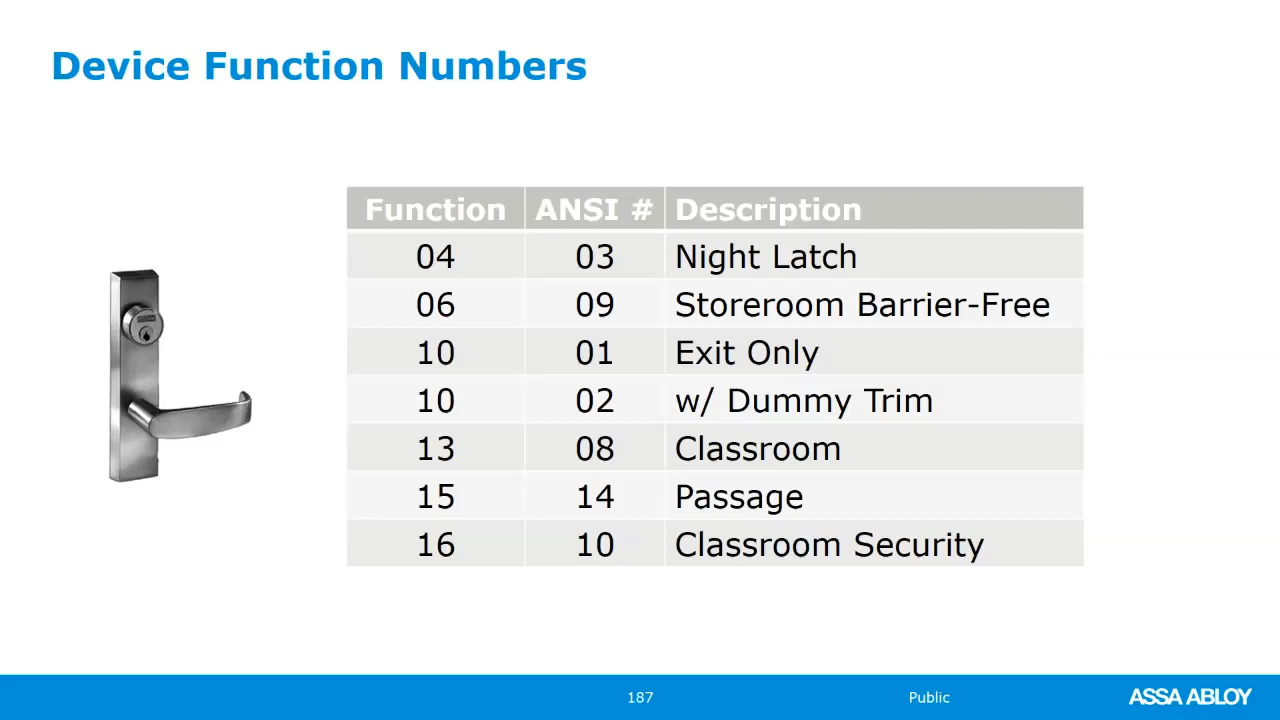 Device Function Numbers
Function ANSI # Description
04 03 Night Latch
06 09 Storeroom Barrier-Free
10 01 Exit Only
10 02 w/ Dummy Trim
13 08 Classroom
15 14 Passage
16 10 Classroom Security
187 Public ASSA ABLOY